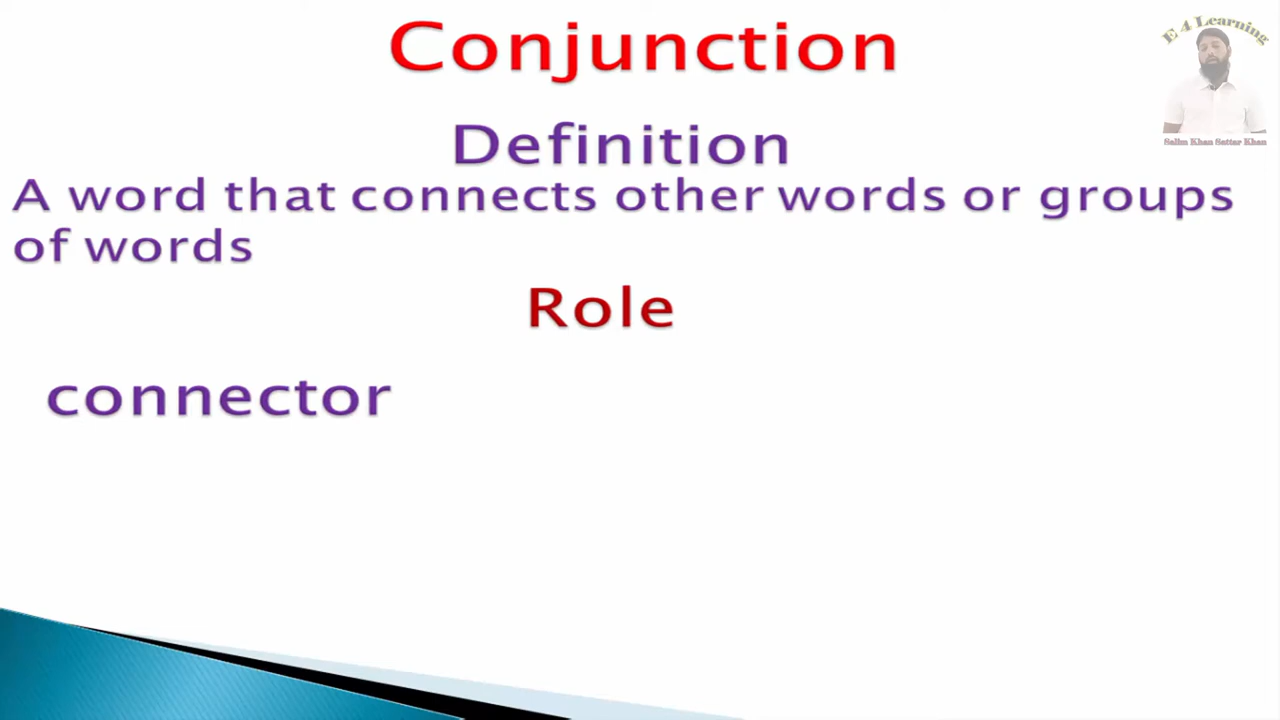 Conjunction
E 4 Learning
Definition
Salim Khan Sattar Khan
A word that connects other words or groups
of words
Role
connector